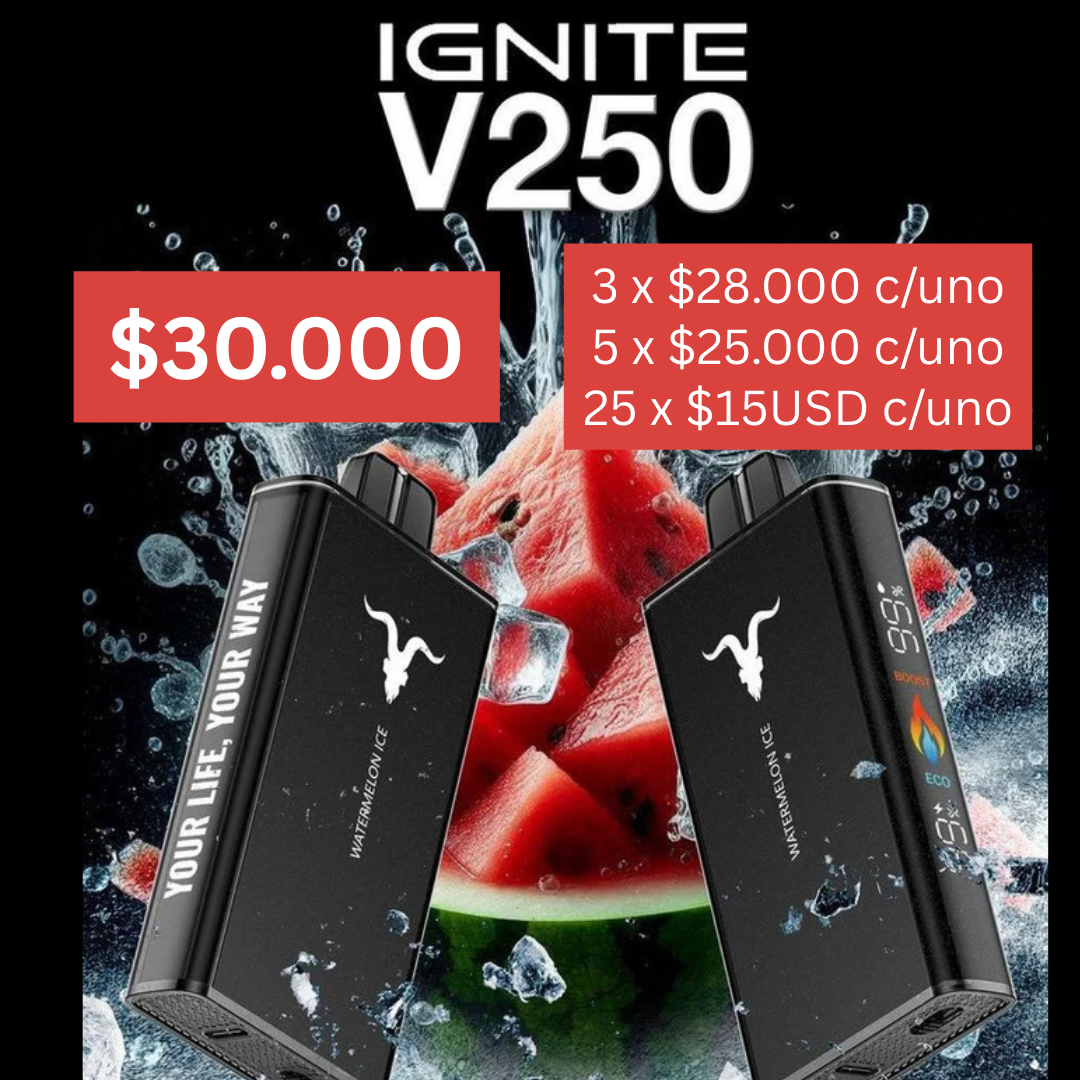 IGNITE
V250
$30.000
3 x $28.000 c/uno
5 x $25.000 c/uno
25 x $15USD c/uno
YOUR LIFE, YOUR WAY
WATERMELON ICE
WATERMELON ICE
99%
BOOST
ECO